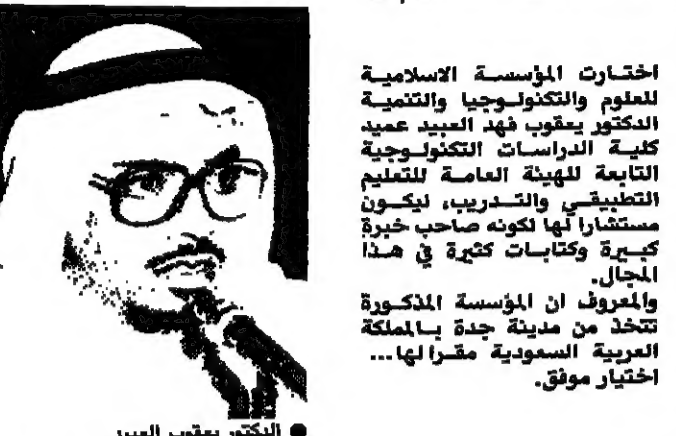 اختارت المؤسسة الاسلامية
للعلوم والتكنولوجيا والتنمية
الدكتور يعقوب فهد العبيد عميد
كلية الدراسات التكنولوجية
التابعة للهيئة العامة للتعليم
التطبيقي والتدريب، ليكون
مستشارا لها لكونه صاحب خبرة
كبيرة وكتابات كثيرة في هذا
المجال.
والمعروف ان المؤسسة المذكورة
تتخذ من مدينة جدة بالمملكة
العربية السعودية مقرا لها...
اختيار موفق.
● الدكتور يعقوب العبيد